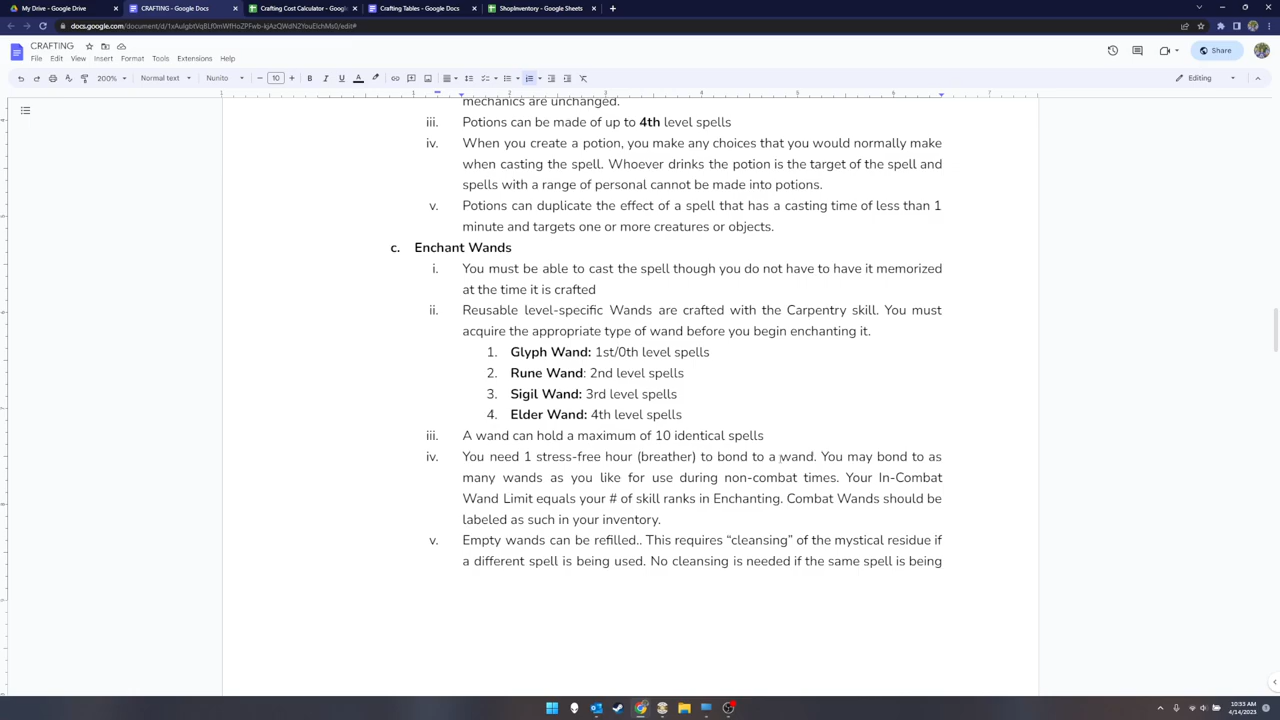 My Drive - Google Drive
CRAFTING - Google Docs
Crafting Cost Calculator - Googl
Crafting Tables - Google Docs
ShopInventory - Google Sheets
CRAFTING
File Edit View Insert Format Tools Extensions Help
Share
200% Normal text Nunito 10 B I U A
Editing
mechanics are unchanged.
iii. Potions can be made of up to 4th level spells
iv. When you create a potion, you make any choices that you would normally make
when casting the spell. Whoever drinks the potion is the target of the spell and
spells with a range of personal cannot be made into potions.
v. Potions can duplicate the effect of a spell that has a casting time of less than 1
minute and targets one or more creatures or objects.
c. Enchant Wands
i. You must be able to cast the spell though you do not have to have it memorized
at the time it is crafted
ii. Reusable level-specific Wands are crafted with the Carpentry skill. You must
acquire the appropriate type of wand before you begin enchanting it.
1. Glyph Wand: 1st/0th level spells
2. Rune Wand: 2nd level spells
3. Sigil Wand: 3rd level spells
4. Elder Wand: 4th level spells
iii. A wand can hold a maximum of 10 identical spells
iv. You need 1 stress-free hour (breather) to bond to a wand. You may bond to as
many wands as you like for use during non-combat times. Your In-Combat
Wand Limit equals your # of skill ranks in Enchanting. Combat Wands should be
labeled as such in your inventory.
v. Empty wands can be refilled.. This requires “cleansing” of the mystical residue if
a different spell is being used. No cleansing is needed if the same spell is being
10:33 AM
4/14/2023